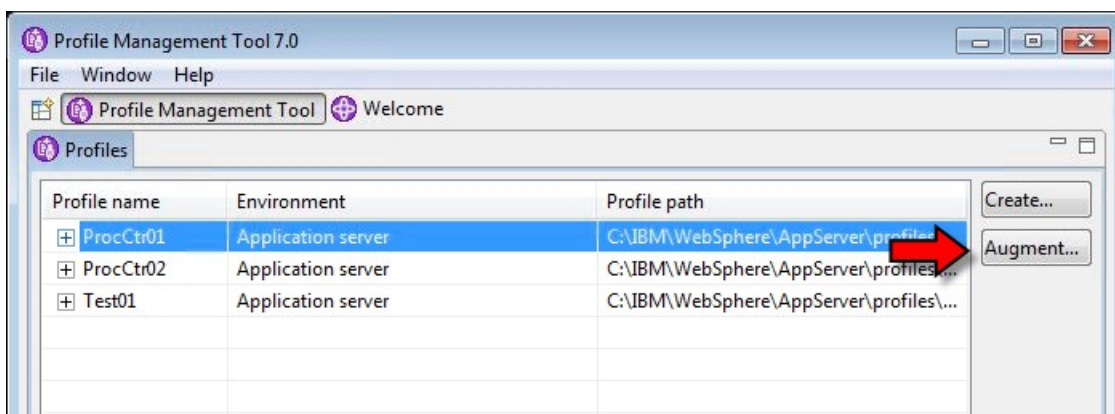 Profile Management Tool 7.0
File Window Help
Profile Management Tool Welcome
Profiles
Profile name Environment Profile path Create...
ProcCtr01 Application server C:\IBM\WebSphere\AppServer\profiles\
Augment...
ProcCtr02 Application server C:\IBM\WebSphere\AppServer\profiles\...
Test01 Application server C:\IBM\WebSphere\AppServer\profiles\...